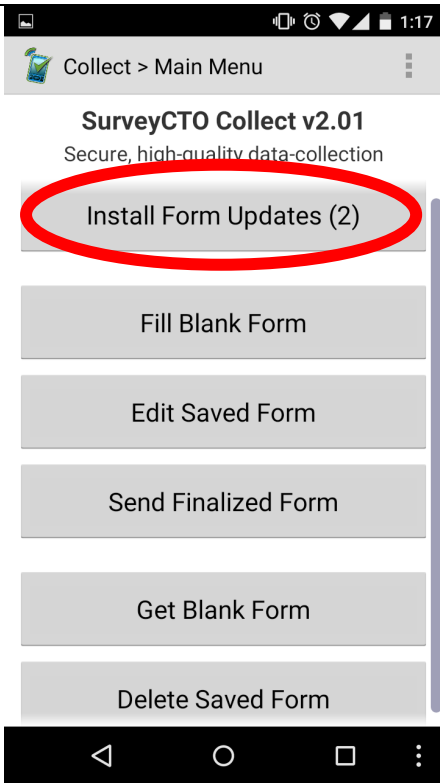 1:17
Collect > Main Menu
SurveyCTO Collect v2.01
Secure, high-quality data-collection
Install Form Updates (2)
Fill Blank Form
Edit Saved Form
Send Finalized Form
Get Blank Form
Delete Saved Form